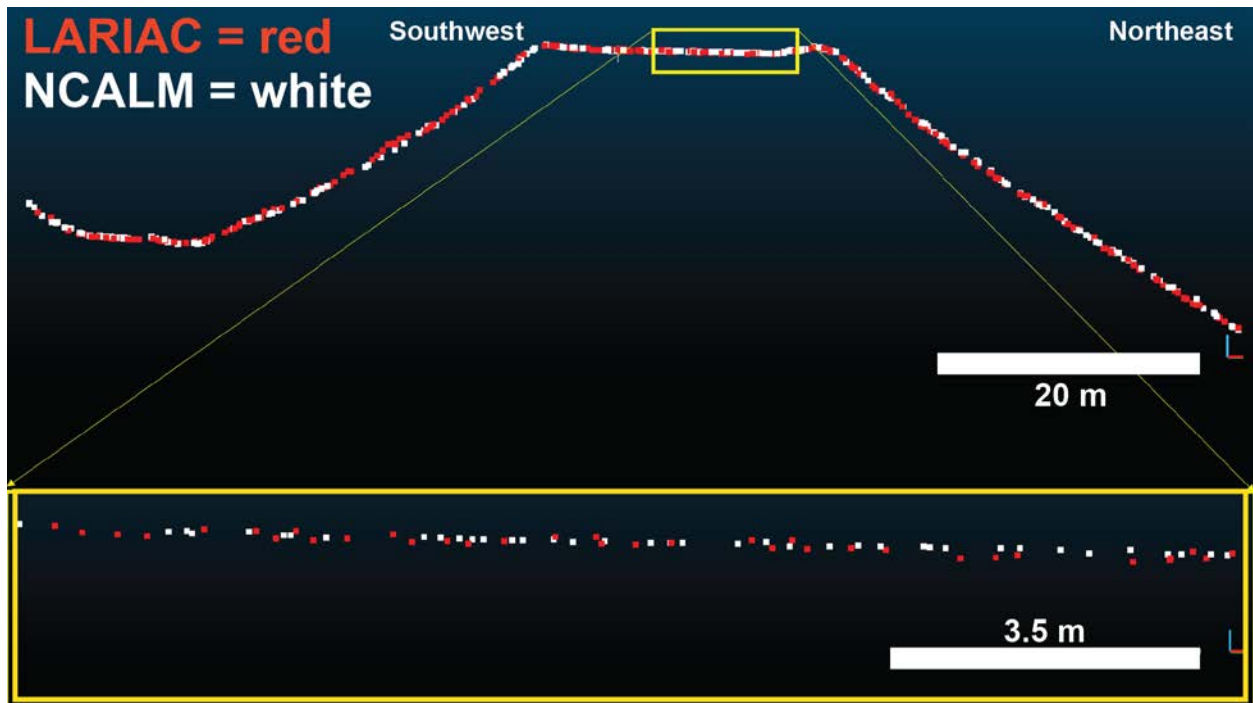 LARIAC = red
NCALM = white
Southwest
Northeast
20 m
3.5 m